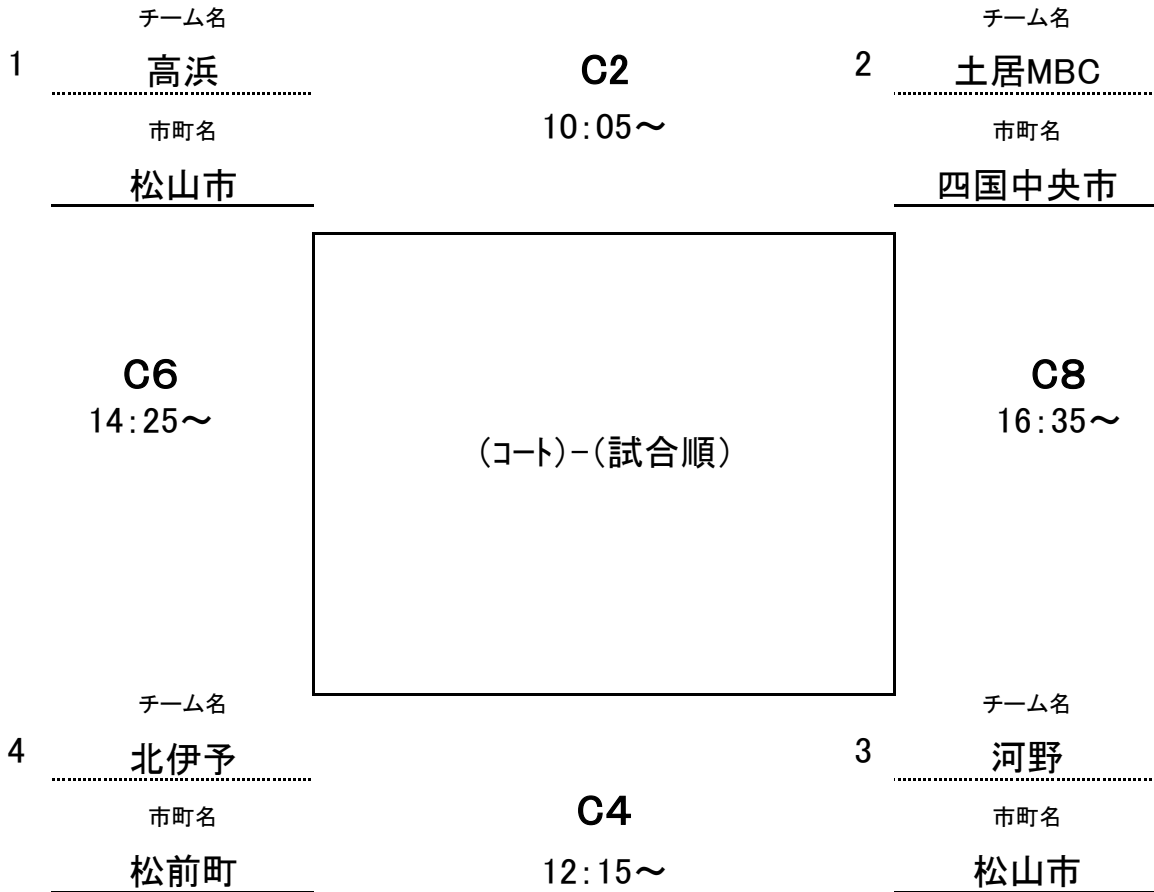 チーム名
チーム名
1
高浜
C2
2
土居MBC
市町名
10:05～
市町名
松山市
四国中央市
C6
14:25～
C8
16:35～
(コート)-(試合順)
チーム名
チーム名
4
北伊予
3
河野
市町名
C4
市町名
松前町
12:15～
松山市